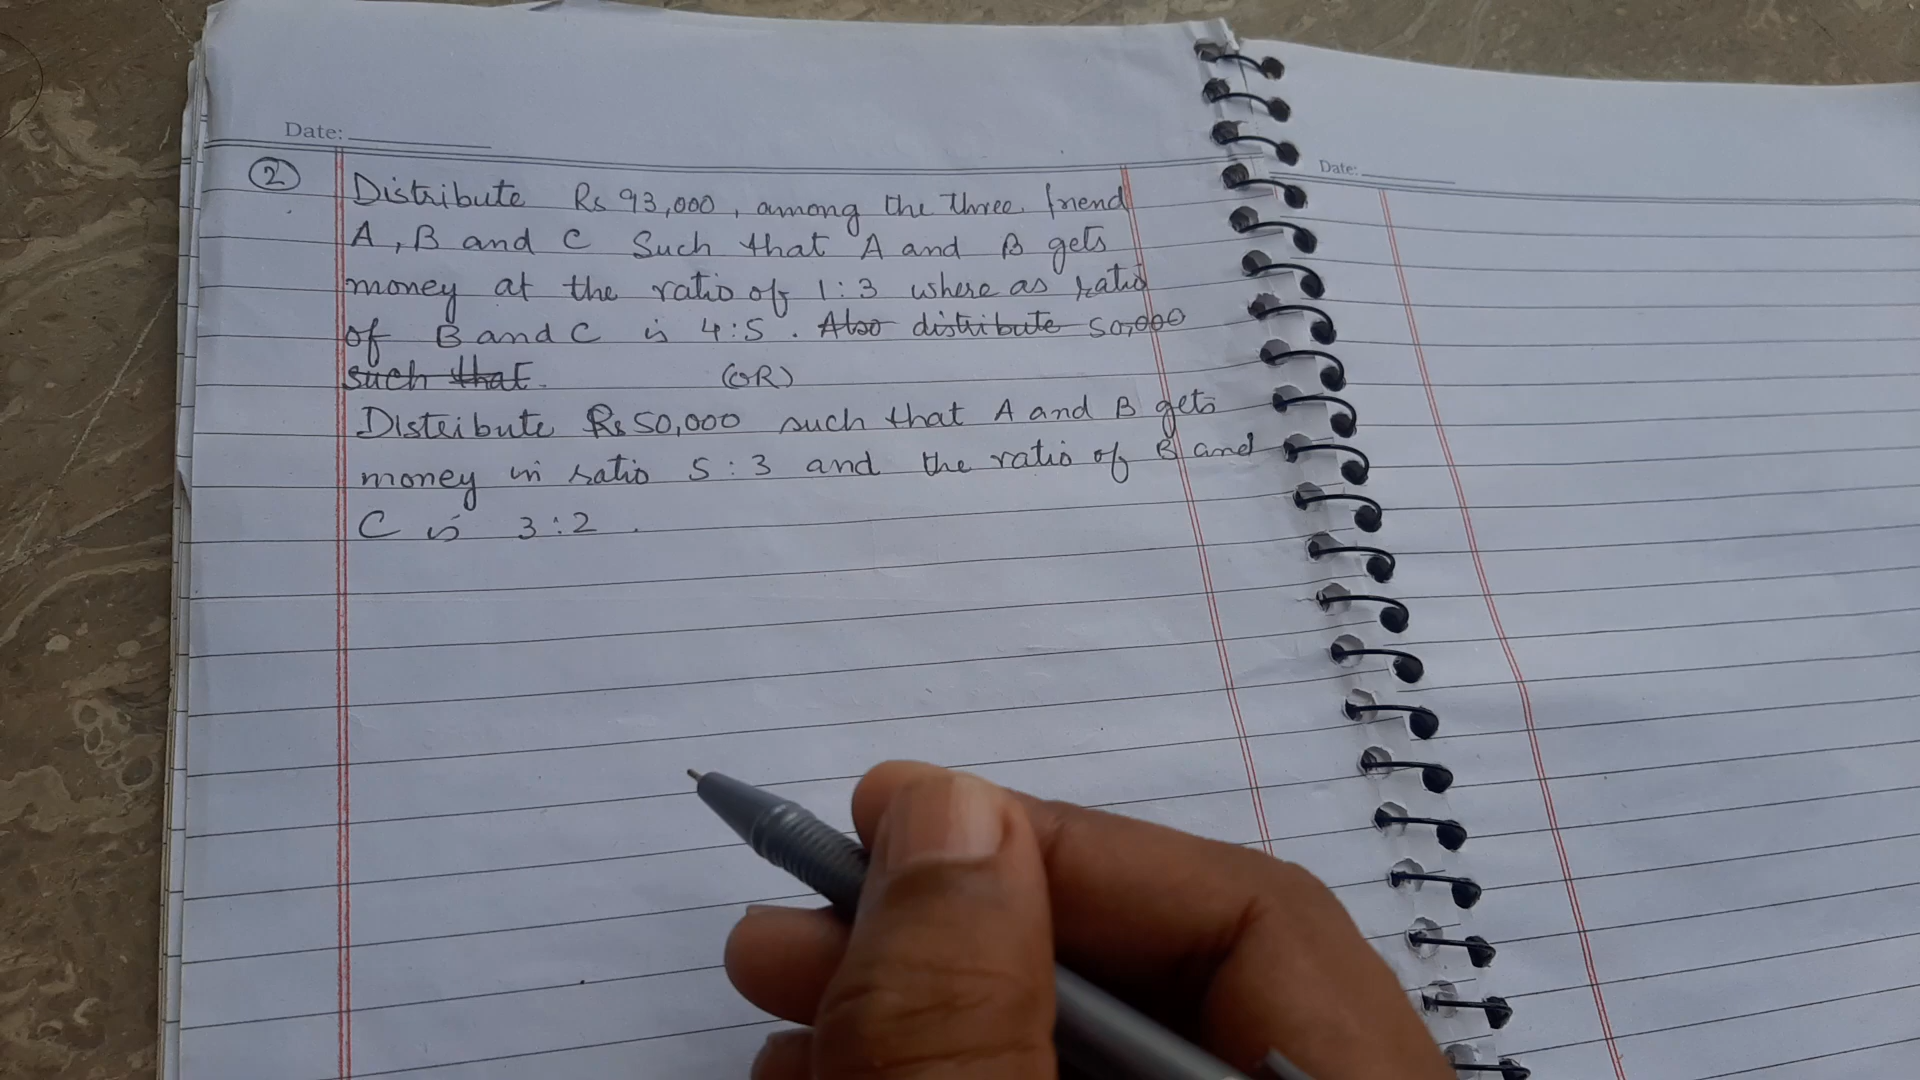 Date:
② Distribute Rs 93,000, among the three friend
A, B and C Such that A and B gets
money at the ratio of 1:3 where as ratio
of B and C is 4:5. Also distribute 50,000
such that. (OR)
Distribute Rs 50,000 such that A and B gets
money in ratio 5:3 and the ratio of B and
C is 3:2.
Date: